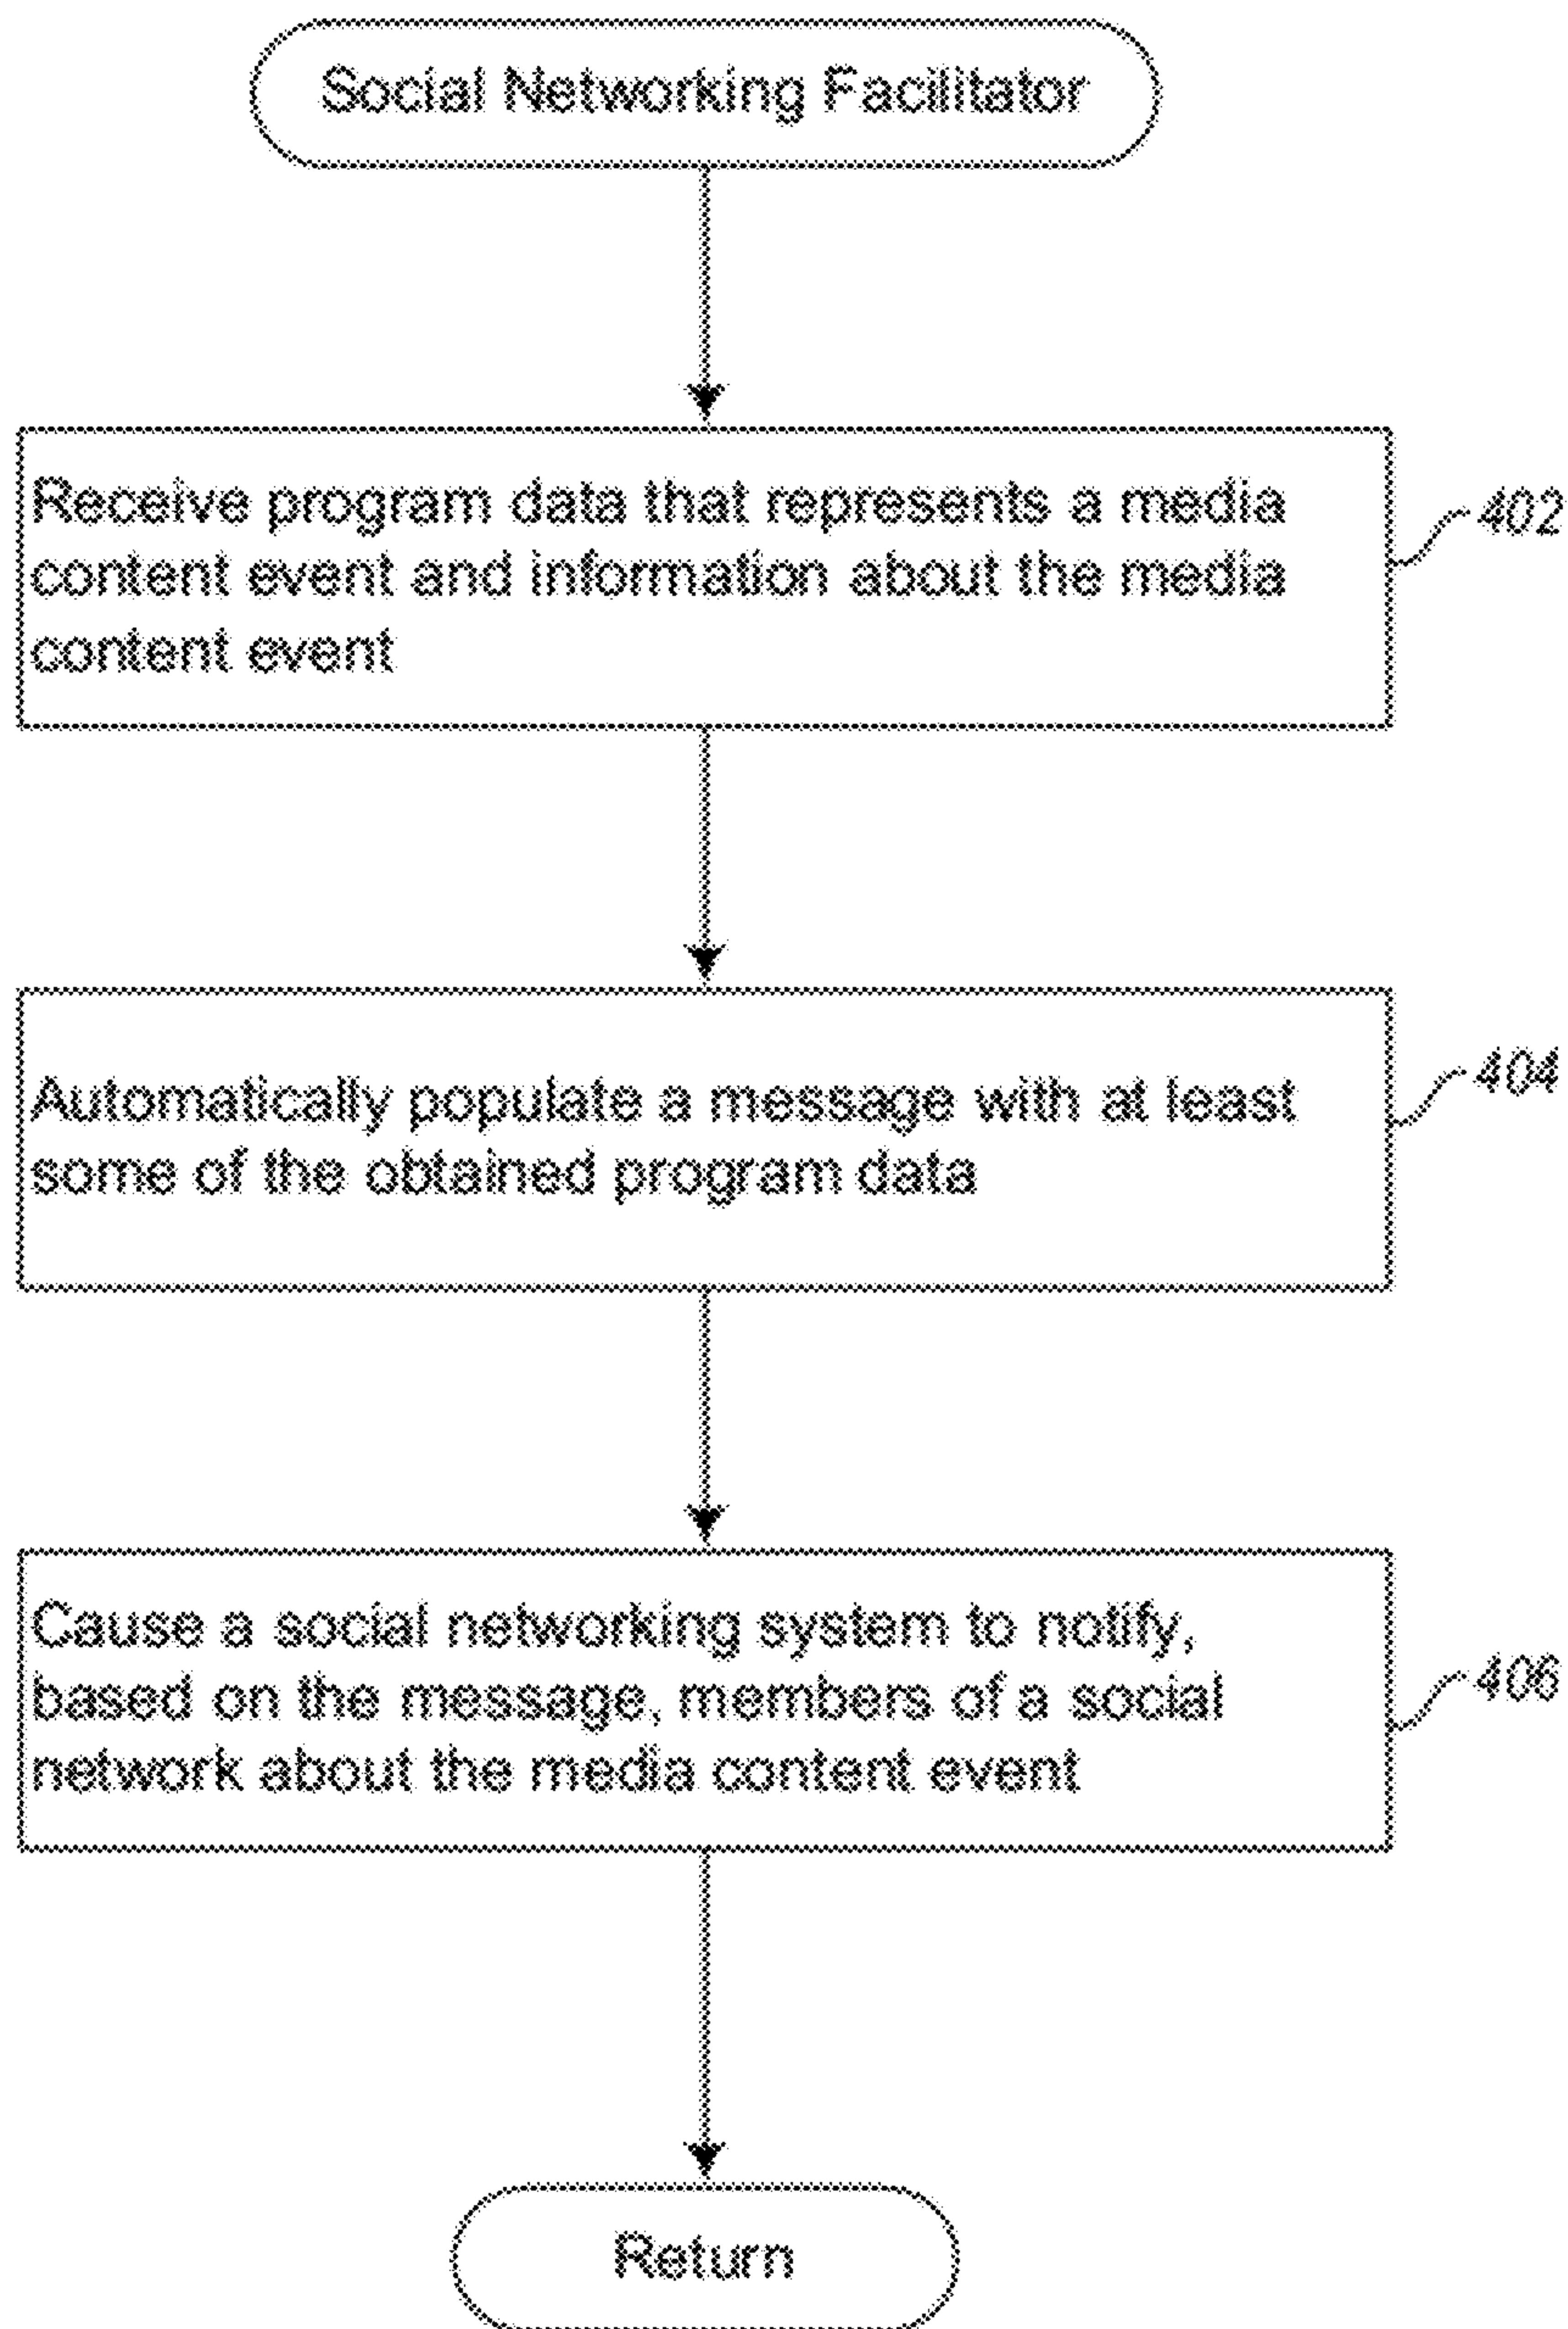 Social Networking Facilitator
Receive program data that represents a media
content event and information about the media
content event
402
Automatically populate a message with at least
some of the obtained program data
404
Cause a social networking system to notify,
based on the message, members of a social
network about the media content event
406
Return